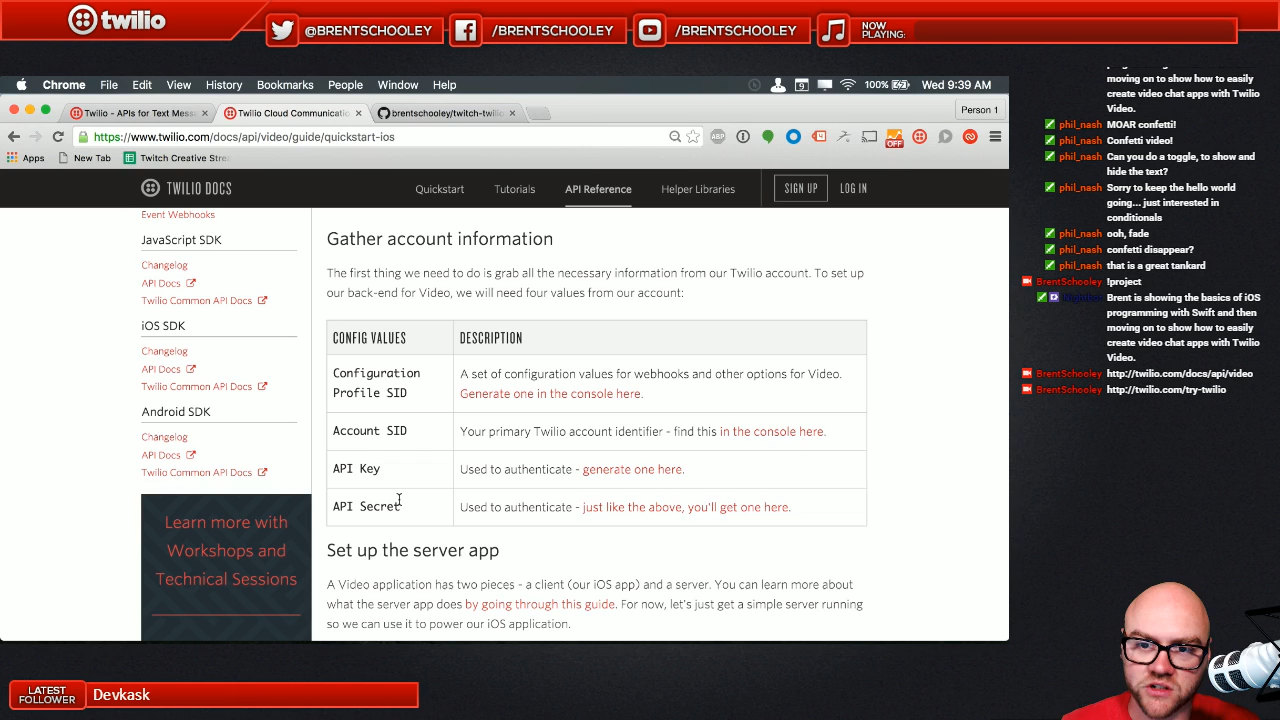 twilio
@BRENTSCHOOLEY
/BRENTSCHOOLEY
/BRENTSCHOOLEY
NOW PLAYING:
Chrome File Edit View History Bookmarks People Window Help
9
100%
Wed 9:39 AM
Twilio - APIs for Text Mess
Twilio Cloud Communicatio
brentschooley/twitch-twilio
Person 1
https://www.twilio.com/docs/api/video/guide/quickstart-ios
ABP
OFF
Apps
New Tab
Twitch Creative Stre
TWILIO DOCS
Quickstart
Tutorials
API Reference
Helper Libraries
SIGN UP
LOG IN
Event Webhooks
JavaScript SDK
Changelog
API Docs
Twilio Common API Docs
iOS SDK
Changelog
API Docs
Twilio Common API Docs
Android SDK
Changelog
API Docs
Twilio Common API Docs
Learn more with
Workshops and
Technical Sessions
Gather account information
The first thing we need to do is grab all the necessary information from our Twilio account. To set up
our back-end for Video, we will need four values from our account:
CONFIG VALUES DESCRIPTION
Configuration
Profile SID
A set of configuration values for webhooks and other options for Video.
Generate one in the console here.
Account SID Your primary Twilio account identifier - find this in the console here.
API Key Used to authenticate - generate one here.
API Secret Used to authenticate - just like the above, you'll get one here.
Set up the server app
A Video application has two pieces - a client (our iOS app) and a server. You can learn more about
what the server app does by going through this guide. For now, let's just get a simple server running
so we can use it to power our iOS application.
moving on to show how to easily
create video chat apps with Twilio
Video.
phil_nash MOAR confetti!
phil_nash Confetti video!
phil_nash Can you do a toggle, to show and
hide the text?
phil_nash Sorry to keep the hello world
going... just interested in
conditionals
phil_nash ooh, fade
phil_nash confetti disappear?
phil_nash that is a great tankard
BrentSchooley !project
Brent is showing the basics of iOS
programming with Swift and then
moving on to show how to easily
create video chat apps with Twilio
Video.
BrentSchooley http://twilio.com/docs/api/video
BrentSchooley http://twilio.com/try-twilio
LATEST
FOLLOWER
Devkask